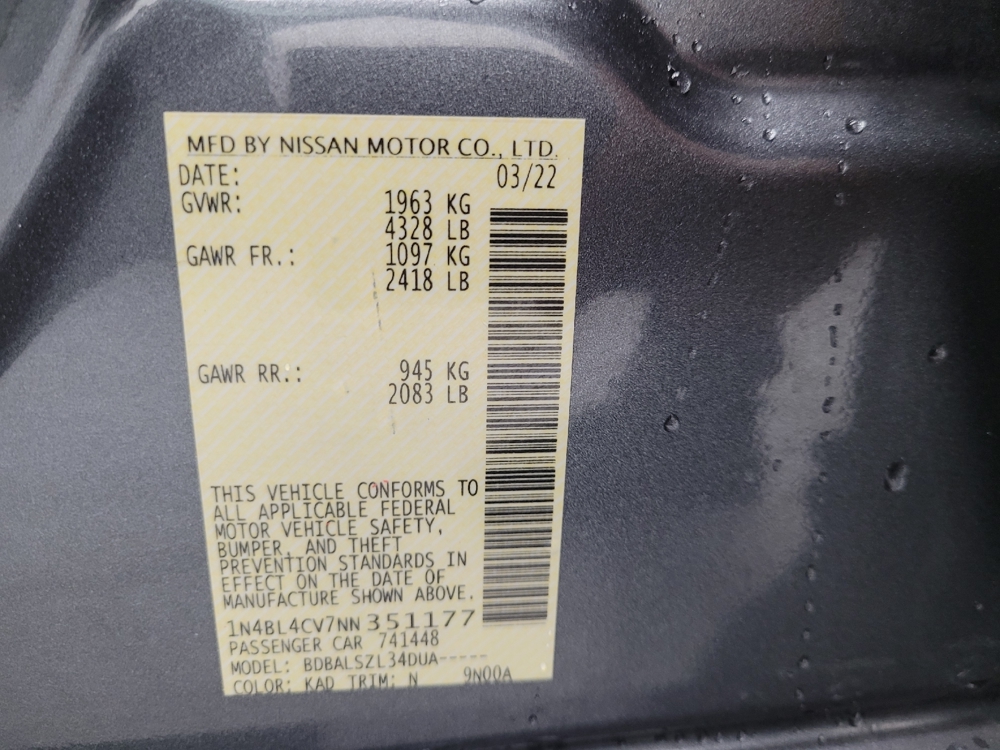 MFD BY NISSAN MOTOR CO., LTD.
DATE: 03/22
GVWR: 1963 KG
4328 LB
GAWR FR.: 1097 KG
2418 LB
GAWR RR.: 945 KG
2083 LB
THIS VEHICLE CONFORMS TO
ALL APPLICABLE FEDERAL
MOTOR VEHICLE SAFETY,
BUMPER, AND THEFT
PREVENTION STANDARDS IN
EFFECT ON THE DATE OF
MANUFACTURE SHOWN ABOVE.
1N4BL4CV7NN351177
PASSENGER CAR 741448
MODEL: BDBALSZL34DUA-----
COLOR: KAD TRIM: N 9N00A